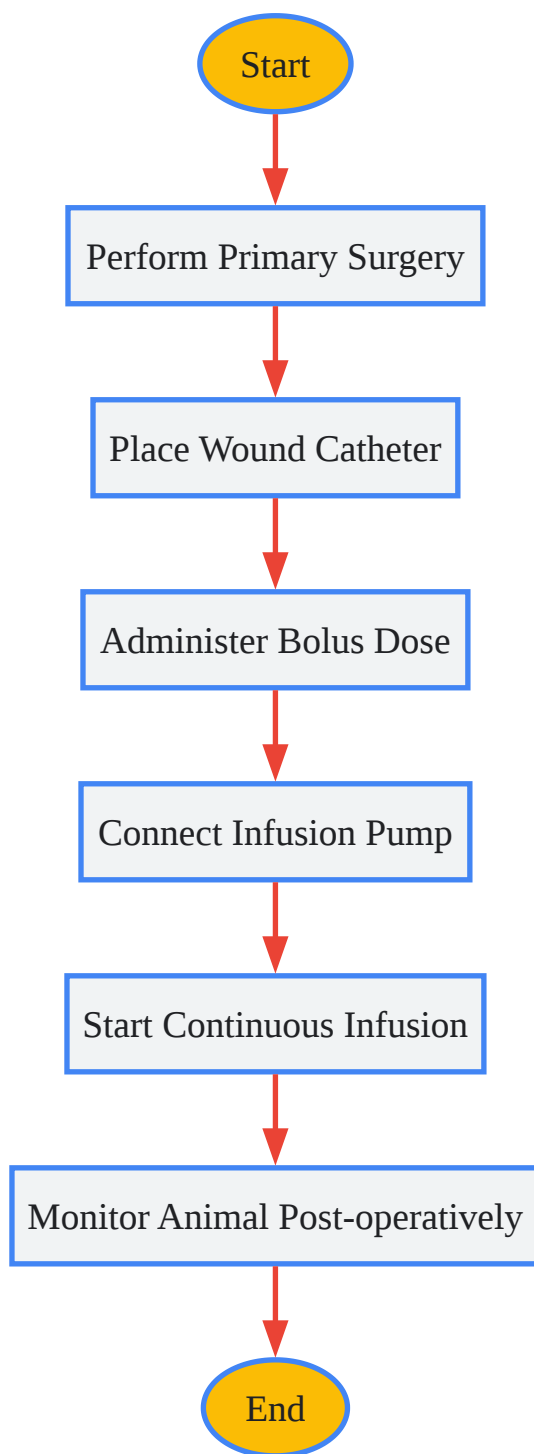 Start
Perform Primary Surgery
Place Wound Catheter
Administer Bolus Dose
Connect Infusion Pump
Start Continuous Infusion
Monitor Animal Post-operatively
End